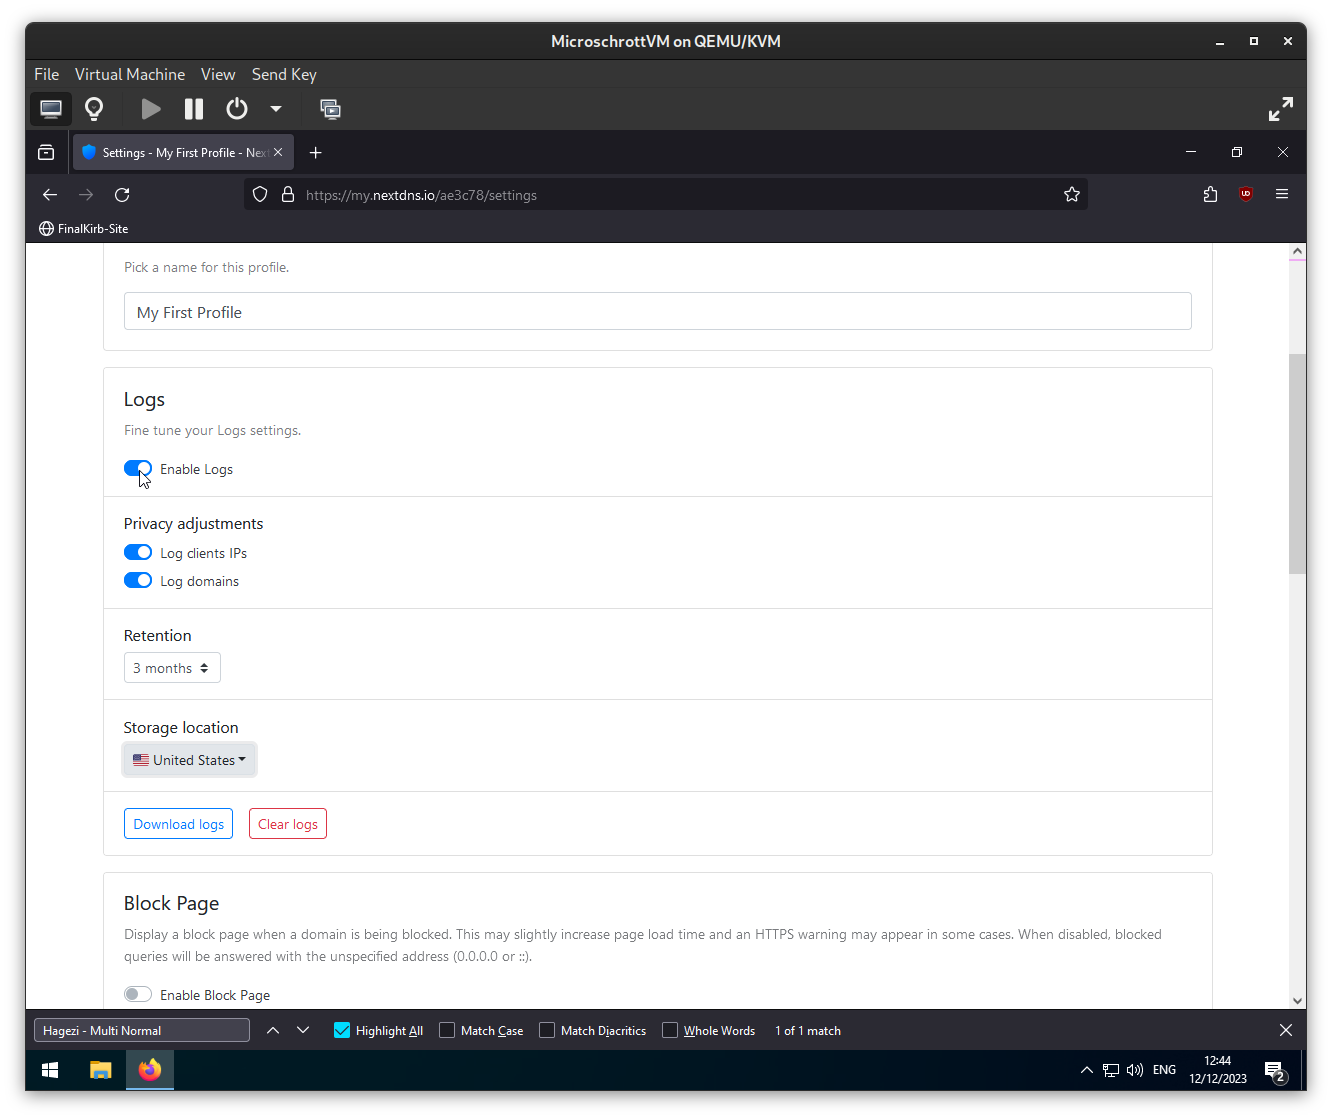 MicroschrottVM on QEMU/KVM
File Virtual Machine View Send Key
Settings - My First Profile - Nex
https://my.nextdns.io/ae3c78/settings
FinalKirb-Site
Pick a name for this profile.
My First Profile
Logs
Fine tune your Logs settings.
Enable Logs
Privacy adjustments
Log clients IPs
Log domains
Retention
3 months
Storage location
United States
Download logs Clear logs
Block Page
Display a block page when a domain is being blocked. This may slightly increase page load time and an HTTPS warning may appear in some cases. When disabled, blocked
queries will be answered with the unspecified address (0.0.0.0 or ::).
Enable Block Page
Hagezi - Multi Normal Highlight All Match Case Match Diacritics Whole Words 1 of 1 match
ENG 12:44
12/12/2023 2